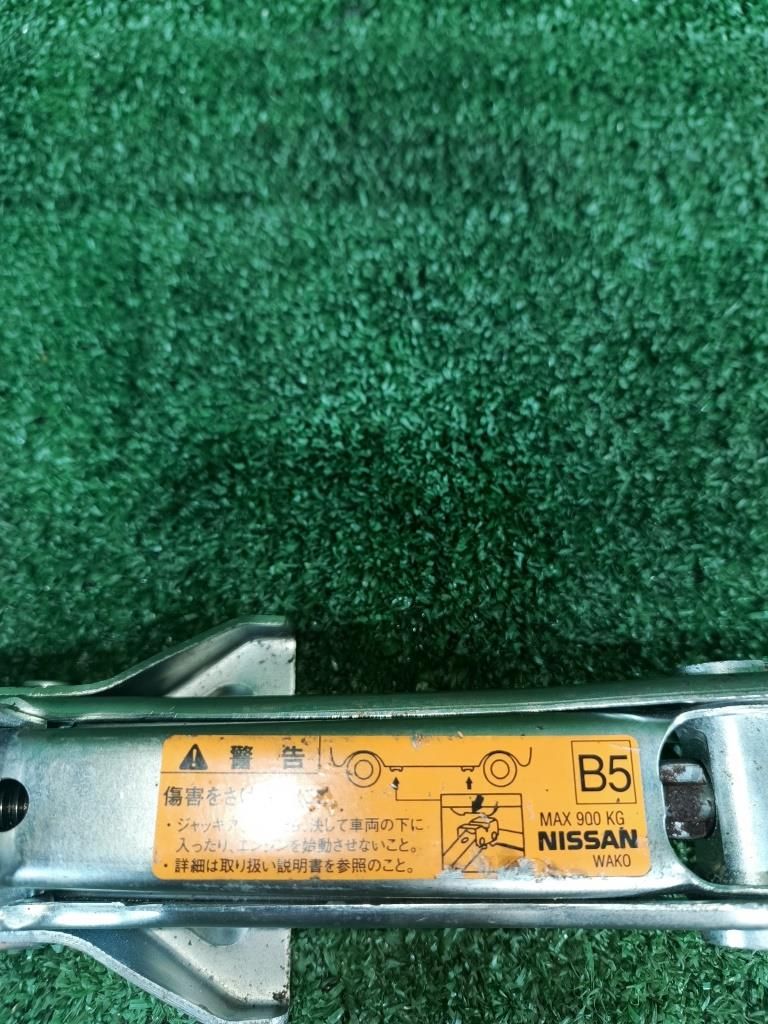 警告
傷害をさけ
・ジャッキア 決して車両の下に
入ったり、エンジンを始動させないこと。
・詳細は取り扱い説明書を参照のこと。
B5
MAX 900 KG
NISSAN
WAKO